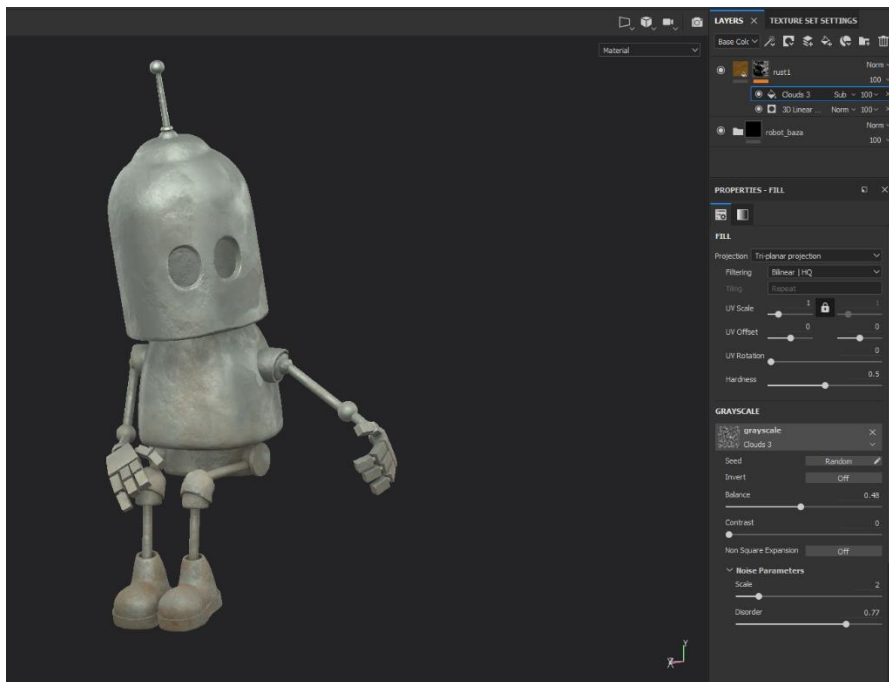 LAYERS × TEXTURE SET SETTINGS
Material
Base Colo
rust1 Norm
100
Clouds 3 Sub 100
3D Linear ... Norm 100
robot_baza Norm
100
PROPERTIES - FILL
FILL
Projection Tri-planar projection
Filtering Bilinear | HQ
Tiling Repeat
UV Scale 1 1
UV Offset 0 0
UV Rotation 0
Hardness 0.5
GRAYSCALE
grayscale
Clouds 3
Seed Random
Invert Off
Balance 0.48
Contrast 0
Non Square Expansion Off
Noise Parameters
Scale 2
Disorder 0.77
Y
X